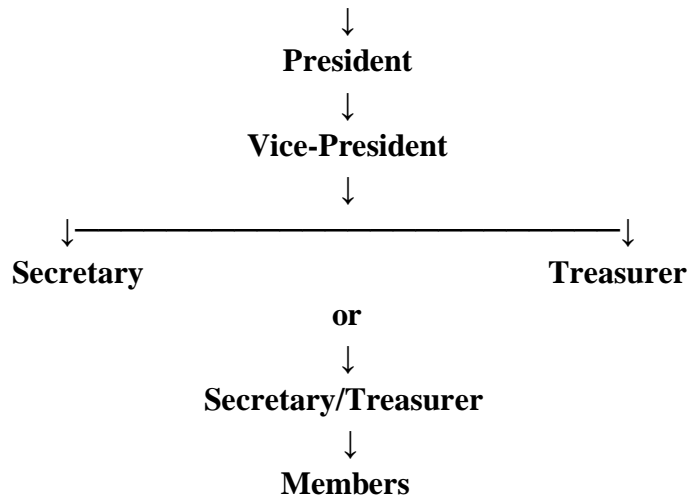 ↓
President
↓
Vice-President
↓
↓ ↓
Secretary Treasurer
or
↓
Secretary/Treasurer
↓
Members